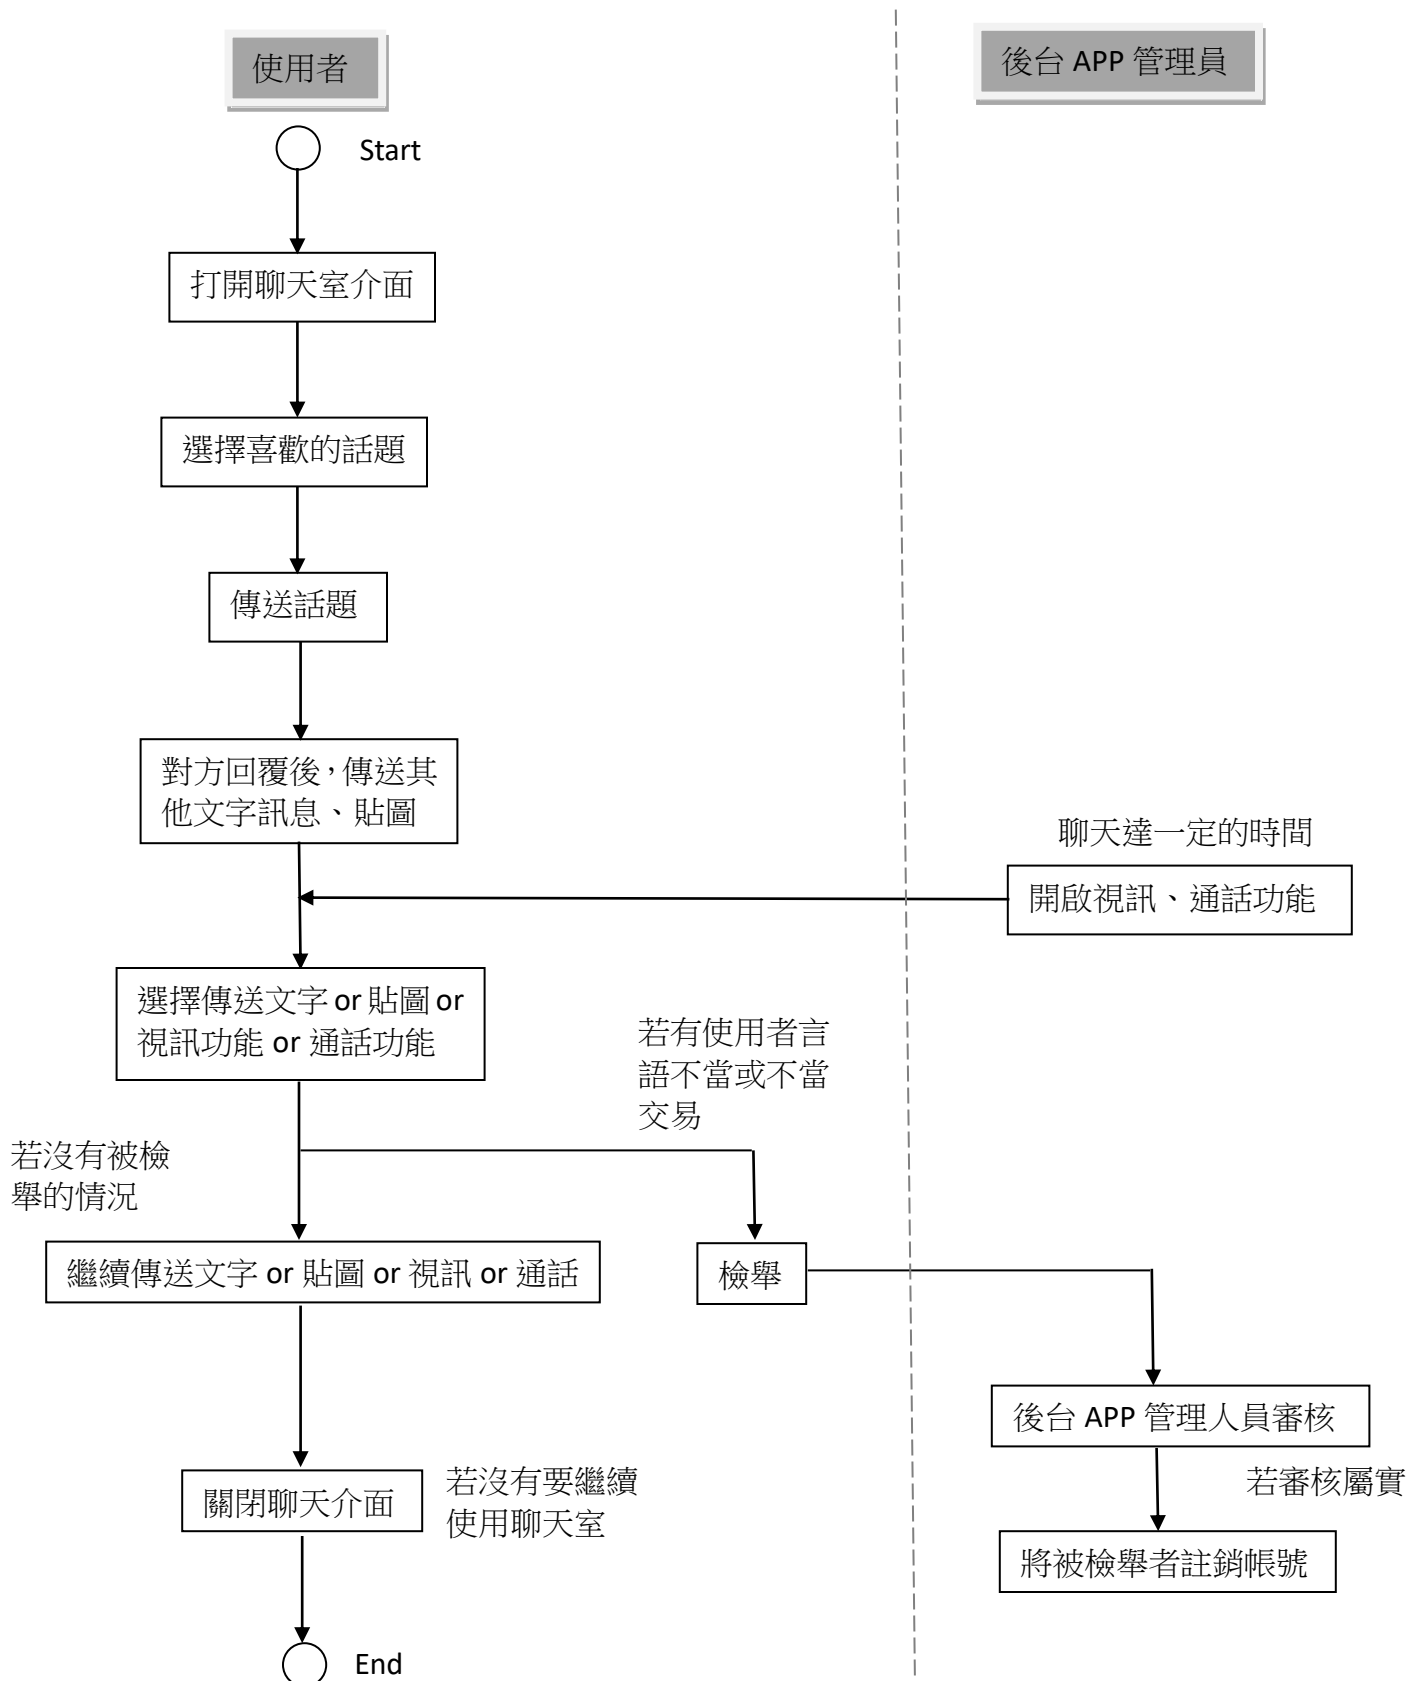 使用者
後台 APP 管理員
Start
打開聊天室介面
選擇喜歡的話題
傳送話題
對方回覆後，傳送其
他文字訊息、貼圖
聊天達一定的時間
開啟視訊、通話功能
選擇傳送文字 or 貼圖 or
視訊功能 or 通話功能
若有使用者言
語不當或不當
交易
若沒有被檢
舉的情況
繼續傳送文字 or 貼圖 or 視訊 or 通話
檢舉
後台 APP 管理人員審核
若審核屬實
關閉聊天介面
若沒有要繼續
使用聊天室
將被檢舉者註銷帳號
End